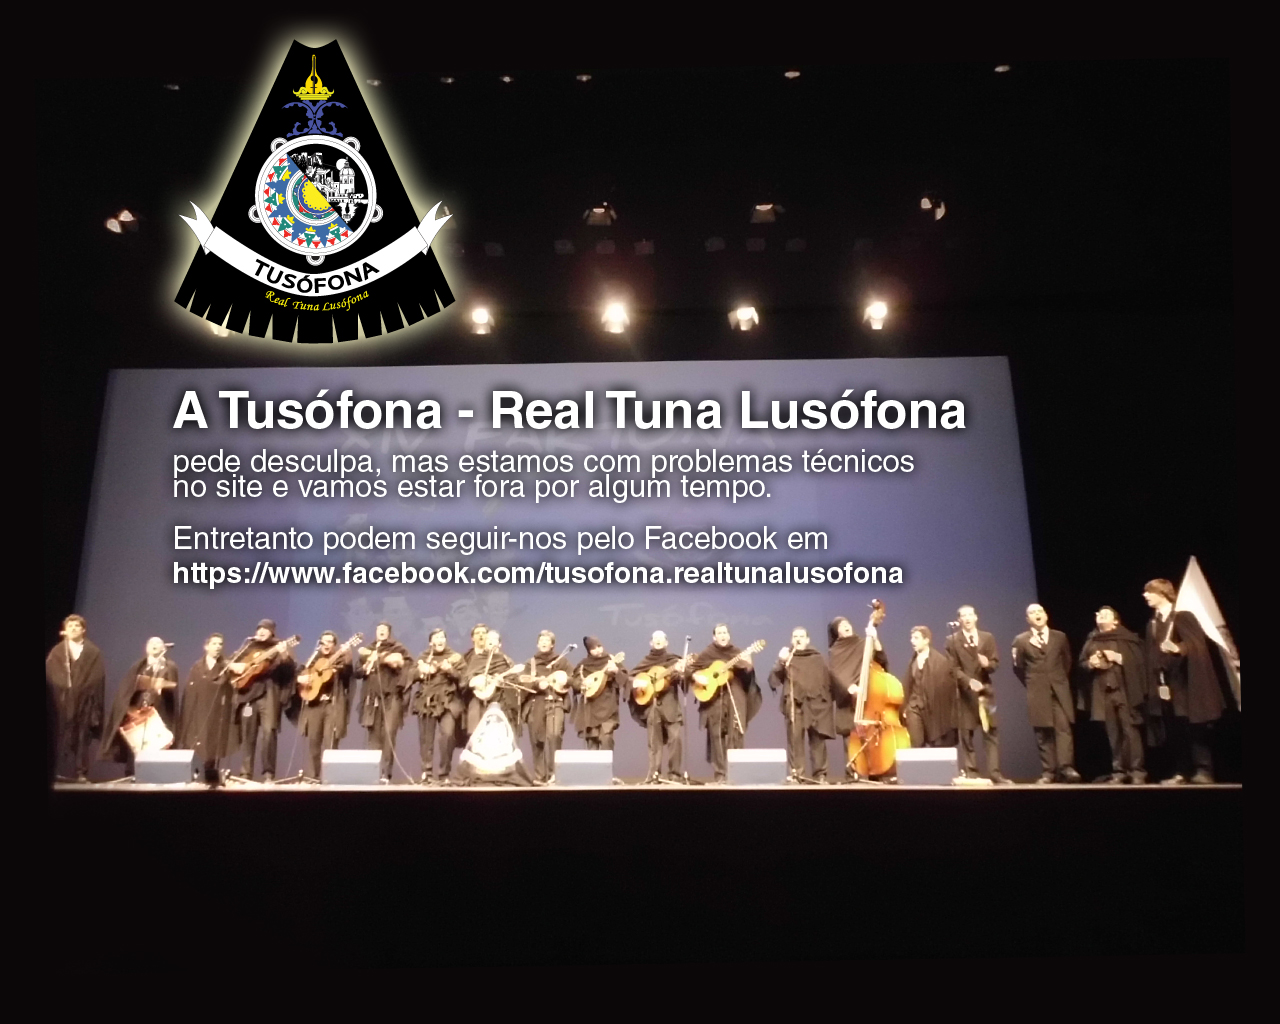 TUSÓFONA
Real Tuna Lusófona
A Tusófona - Real Tuna Lusófona
pede desculpa, mas estamos com problemas técnicos
no site e vamos estar fora por algum tempo.
Entretanto podem seguir-nos pelo Facebook em
https://www.facebook.com/tusofona.realtunalusofona
Tusófona